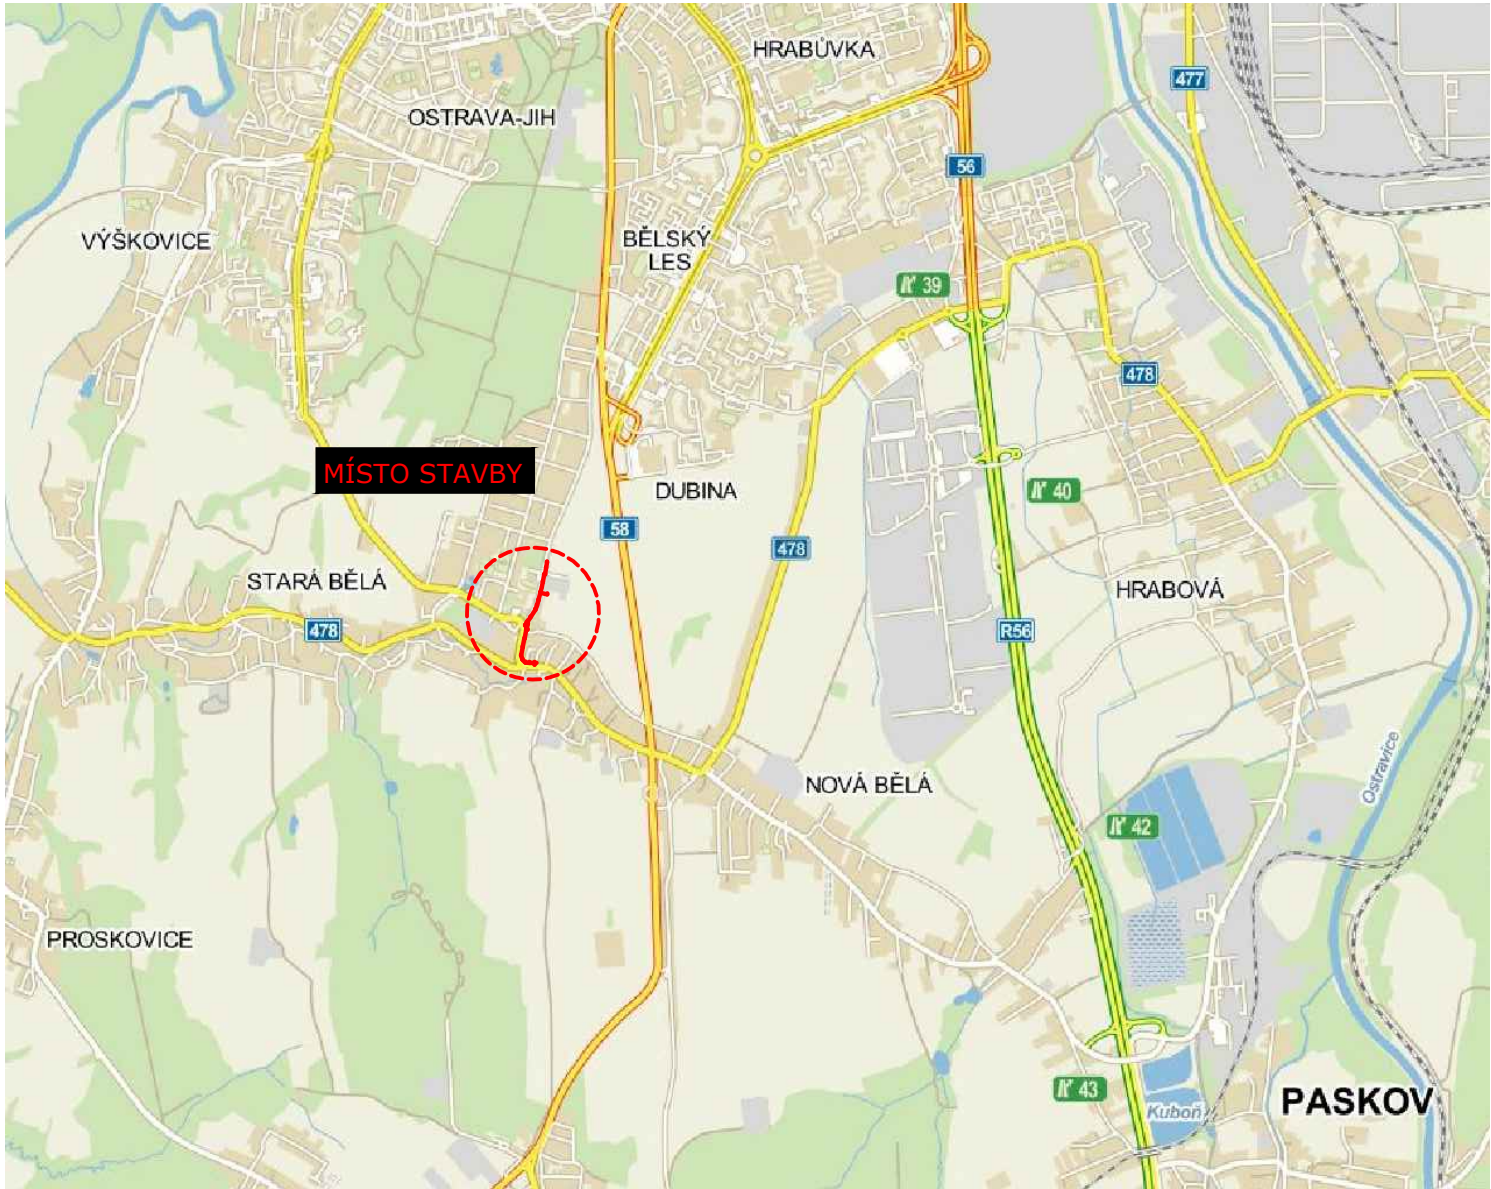 HRABŮVKA
477
OSTRAVA-JIH
56
VÝŠKOVICE
BĚLSKÝ
LES
39
478
MÍSTO STAVBY
DUBINA
40
58
478
STARÁ BĚLÁ
HRABOVÁ
478
R56
Ostravice
NOVÁ BĚLÁ
42
PROSKOVICE
43
Kuboň
PASKOV